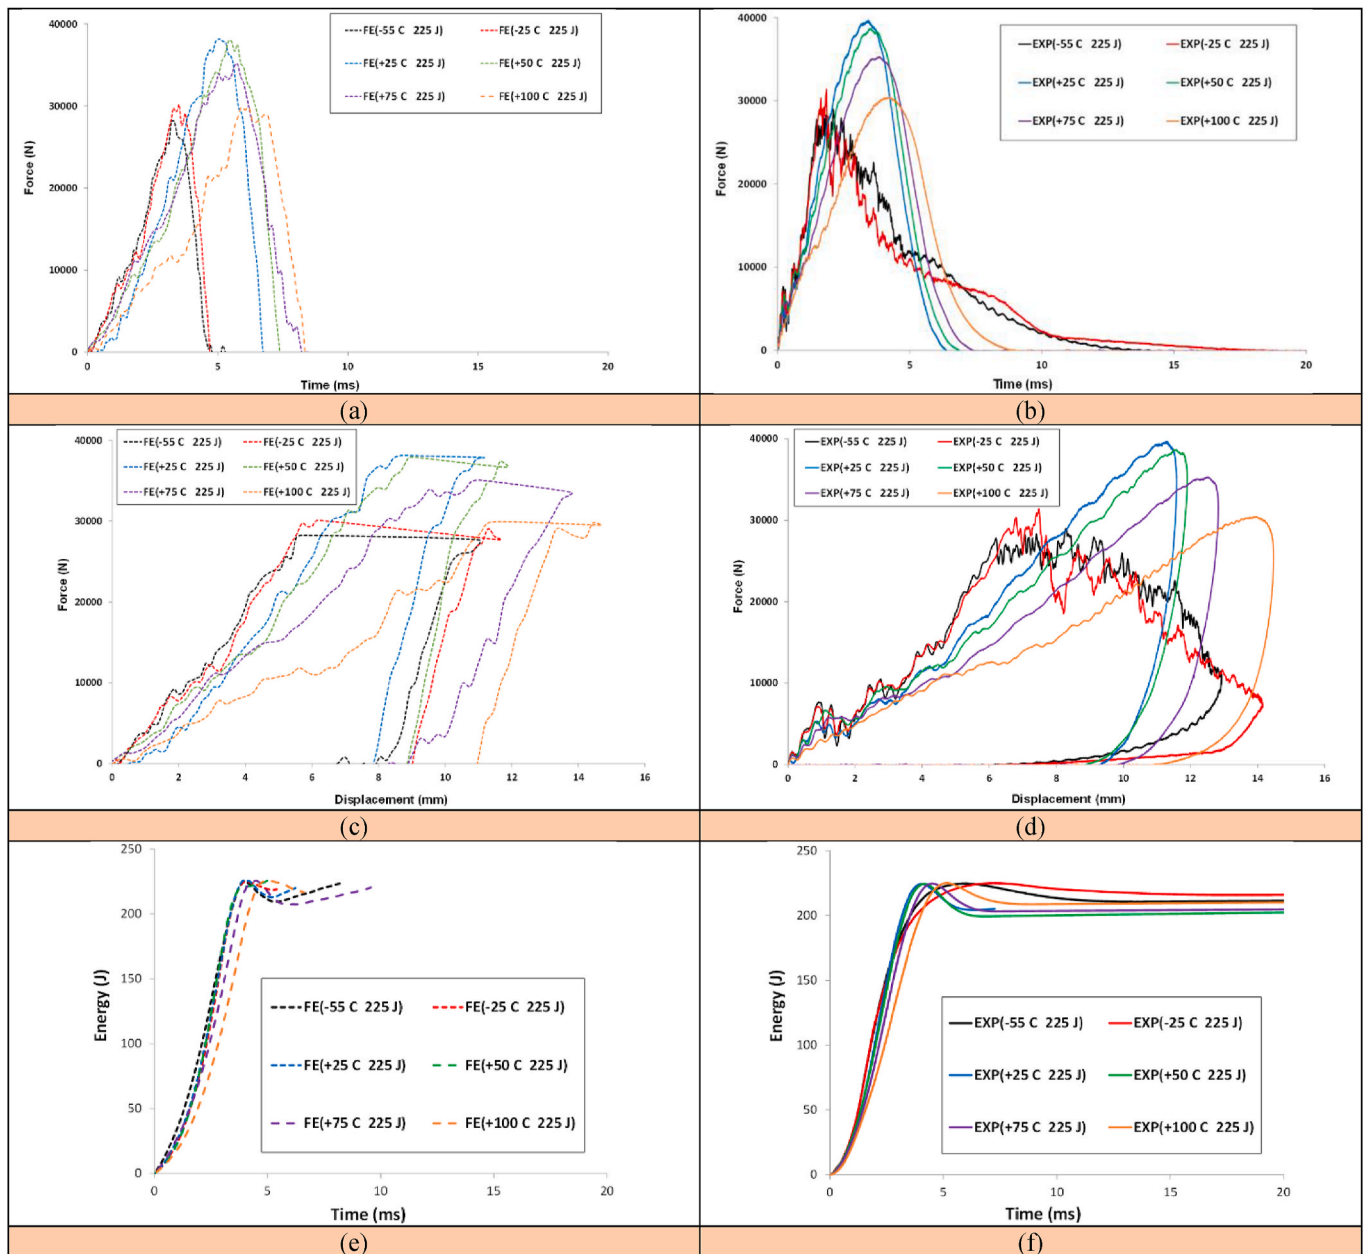 40000
30000
20000
10000
0
Force (N)
FE(-55 C 225 J)
FE(-25 C 225 J)
FE(+25 C 225 J)
FE(+50 C 225 J)
FE(+75 C 225 J)
FE(+100 C 225 J)
0 5 10 15 20
Time (ms)
(a)
40000
30000
20000
10000
0
Force (N)
EXP(-55 C 225 J)
EXP(-25 C 225 J)
EXP(+25 C 225 J)
EXP(+50 C 225 J)
EXP(+75 C 225 J)
EXP(+100 C 225 J)
0 5 10 15 20
Time (ms)
(b)
40000
30000
20000
10000
0
Force (N)
FE(-55 C 225 J)
FE(-25 C 225 J)
FE(+25 C 225 J)
FE(+50 C 225 J)
FE(+75 C 225 J)
FE(+100 C 225 J)
0 2 4 6 8 10 12 14 16
Displacement (mm)
(c)
40000
30000
20000
10000
0
Force (N)
EXP(-55 C 225 J)
EXP(-25 C 225 J)
EXP(+25 C 225 J)
EXP(+50 C 225 J)
EXP(+75 C 225 J)
EXP(+100 C 225 J)
0 2 4 6 8 10 12 14 16
Displacement (mm)
(d)
250
200
150
100
50
0
Energy (J)
FE(-55 C 225 J)
FE(-25 C 225 J)
FE(+25 C 225 J)
FE(+50 C 225 J)
FE(+75 C 225 J)
FE(+100 C 225 J)
0 5 10 15 20
Time (ms)
(e)
250
200
150
100
50
0
Energy (J)
EXP(-55 C 225 J)
EXP(-25 C 225 J)
EXP(+25 C 225 J)
EXP(+50 C 225 J)
EXP(+75 C 225 J)
EXP(+100 C 225 J)
0 5 10 15 20
Time (ms)
(f)